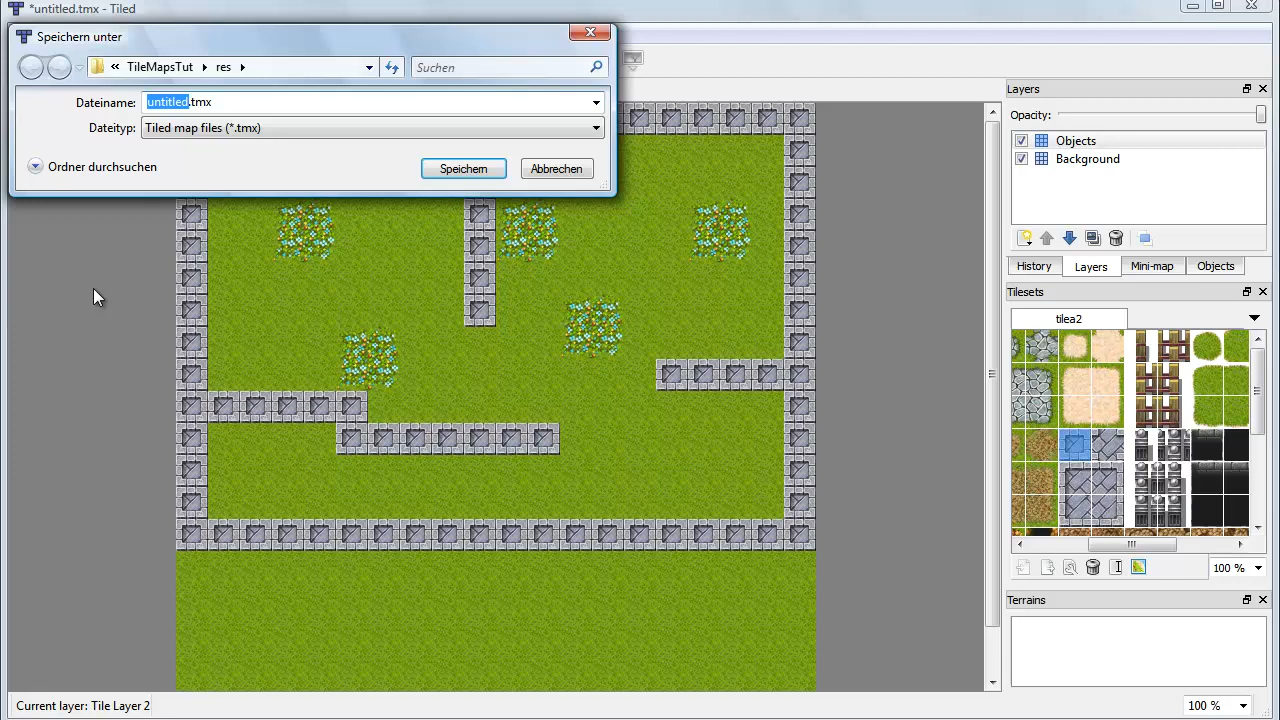 *untitled.tmx - Tiled
Speichern unter
TileMapsTut
res
Suchen
Dateiname:
untitled.tmx
Dateityp:
Tiled map files (*.tmx)
Ordner durchsuchen
Speichern
Abbrechen
Layers
Opacity:
Objects
Background
History
Layers
Mini-map
Objects
Tilesets
tilea2
100 %
Terrains
Current layer: Tile Layer 2
100 %